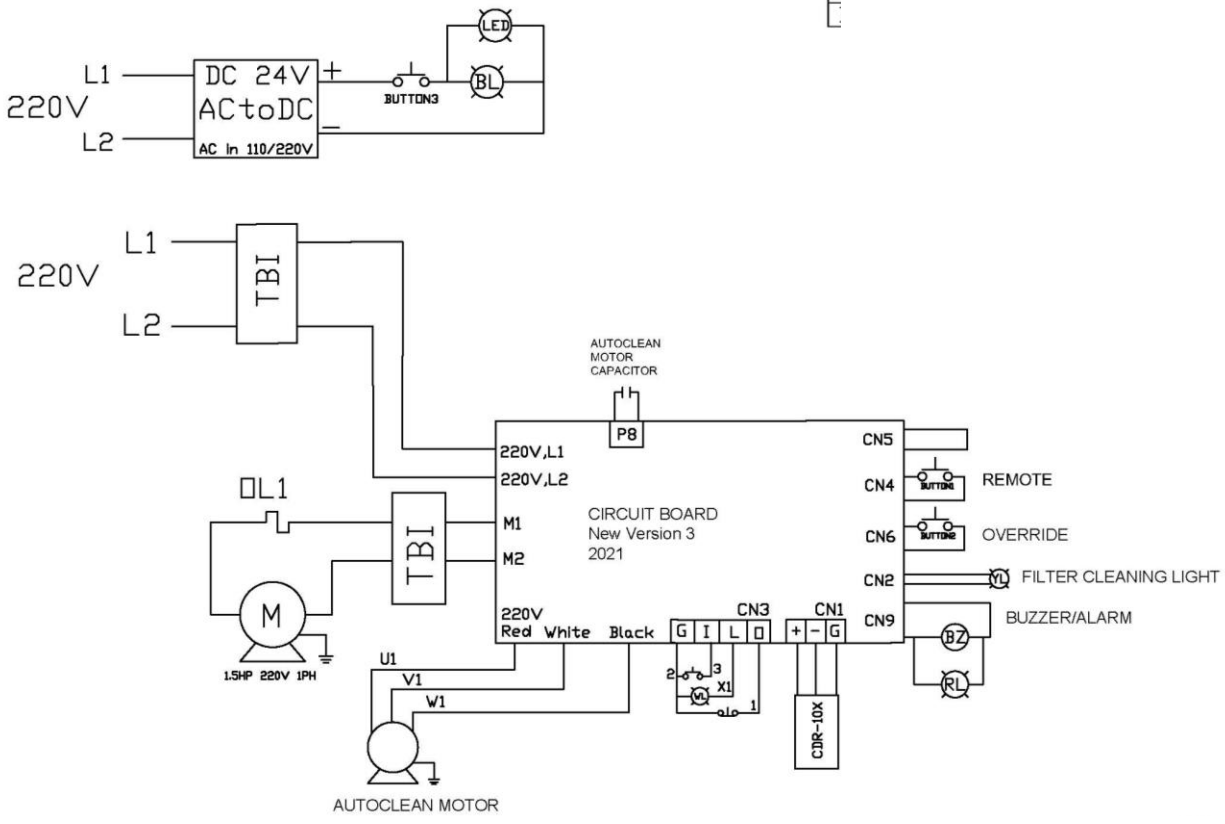 LED
L1
220V
L2
DC 24V
ACtoDC
AC In 110/220V
+
−
BUTTON3
BL
L1
220V
L2
TBI
AUTOCLEAN
MOTOR
CAPACITOR
P8
220V,L1
220V,L2
M1
M2
CIRCUIT BOARD
New Version 3
2021
220V
Red White Black
CN5
CN4
BUTTON1
REMOTE
CN6
BUTTON2
OVERRIDE
CN2
YL
FILTER CLEANING LIGHT
CN9
BUZZER/ALARM
BZ
RL
CN3
G I L O
CN1
+ - G
OL1
TBI
M
1.5HP 220V 1PH
U1
V1
W1
AUTOCLEAN MOTOR
2
3
WL
X1
1
CDR-10X